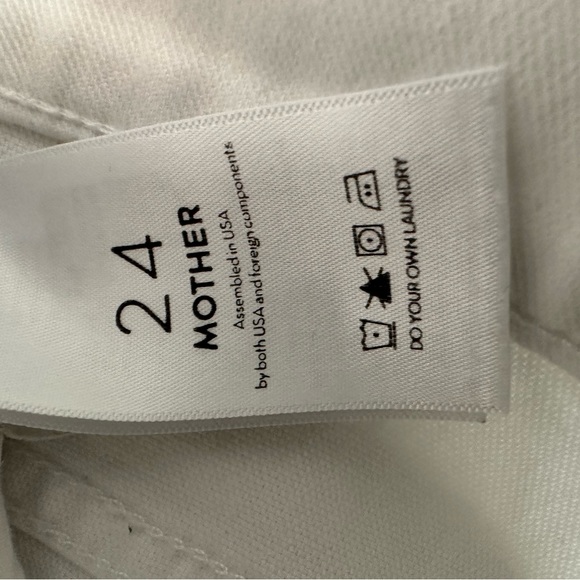 24
MOTHER
Assembled in USA
by both USA and foreign components
DO YOUR OWN LAUNDRY